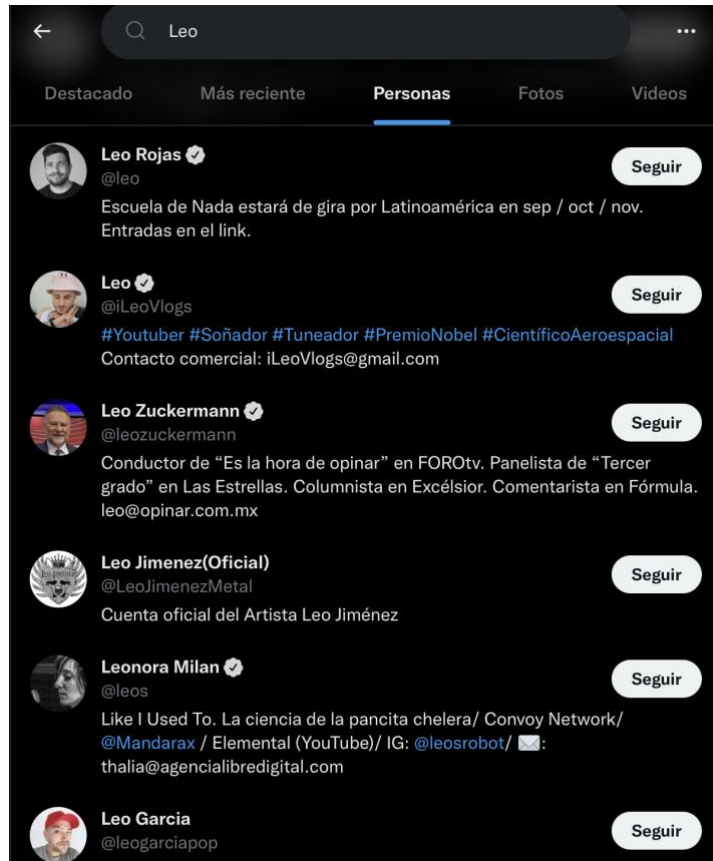 Leo
Destacado Más reciente Personas Fotos Videos
Leo Rojas
@leo
Seguir
Escuela de Nada estará de gira por Latinoamérica en sep / oct / nov.
Entradas en el link.
Leo
@iLeoVlogs
Seguir
#Youtuber #Soñador #Tuneador #PremioNobel #CientíficoAeroespacial
Contacto comercial: iLeoVlogs@gmail.com
Leo Zuckermann
@leozuckermann
Seguir
Conductor de “Es la hora de opinar” en FOROtv. Panelista de “Tercer
grado” en Las Estrellas. Columnista en Excélsior. Comentarista en Fórmula.
leo@opinar.com.mx
Leo Jimenez(Oficial)
@LeoJimenezMetal
Seguir
Cuenta oficial del Artista Leo Jiménez
Leonora Milan
@leos
Seguir
Like I Used To. La ciencia de la pancita chelera/ Convoy Network/
@Mandarax / Elemental (YouTube)/ IG: @leosrobot/ ✉️:
thalia@agencialibredigital.com
Leo Garcia
@leogarciapop
Seguir